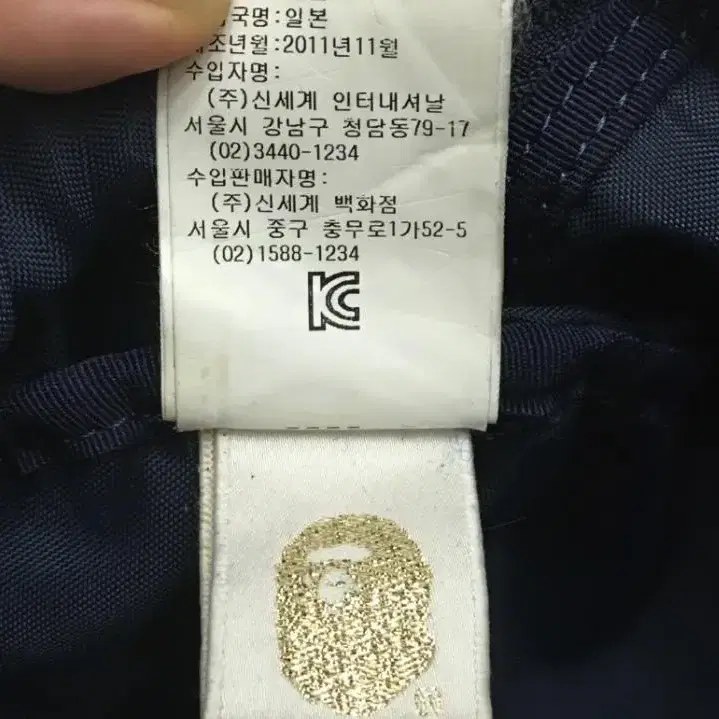 국명:일본
조년월:2011년11월
수입자명:
(주)신세계 인터내셔날
서울시 강남구 청담동79-17
(02)3440-1234
수입판매자명:
(주)신세계 백화점
서울시 중구 충무로1가52-5
(02)1588-1234
KC